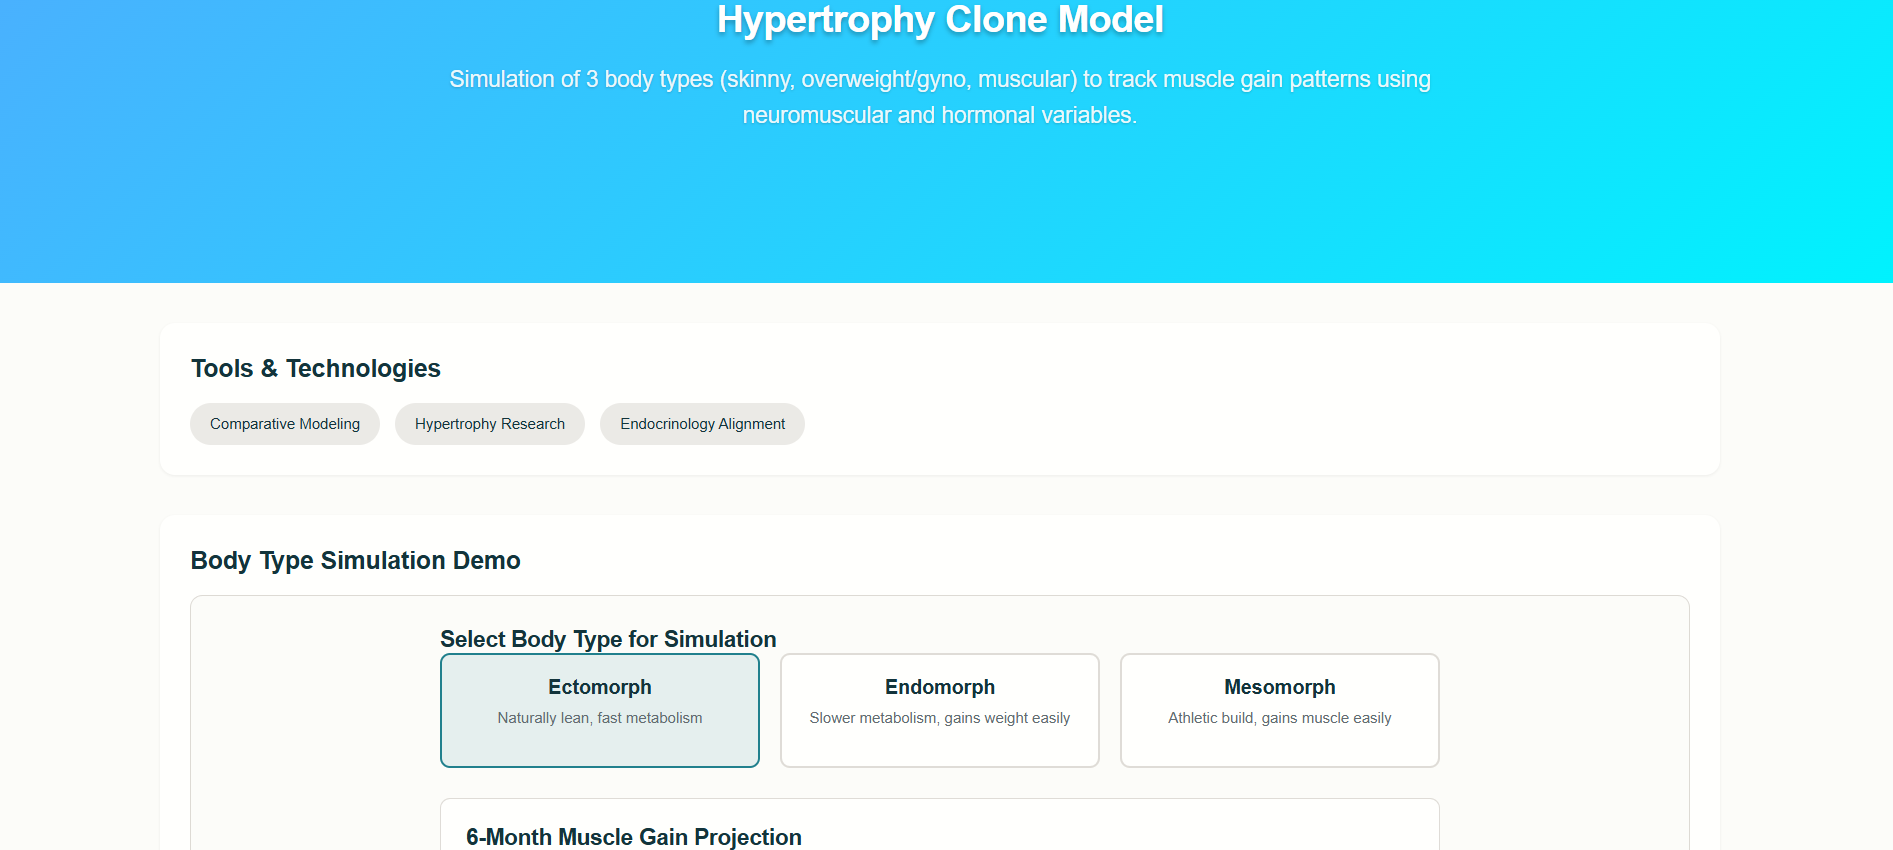 Hypertrophy Clone Model
Simulation of 3 body types (skinny, overweight/gyno, muscular) to track muscle gain patterns using
neuromuscular and hormonal variables.
Tools & Technologies
Comparative Modeling
Hypertrophy Research
Endocrinology Alignment
Body Type Simulation Demo
Select Body Type for Simulation
Ectomorph
Naturally lean, fast metabolism
Endomorph
Slower metabolism, gains weight easily
Mesomorph
Athletic build, gains muscle easily
6-Month Muscle Gain Projection